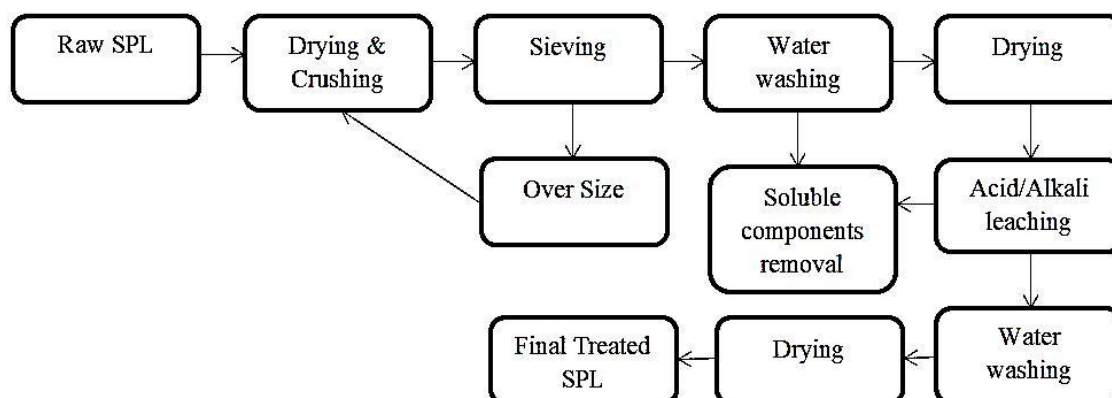 Raw SPL
Drying &
Crushing
Sieving
Water
washing
Drying
Over Size
Soluble
components
removal
Acid/Alkali
leaching
Final Treated
SPL
Drying
Water
washing